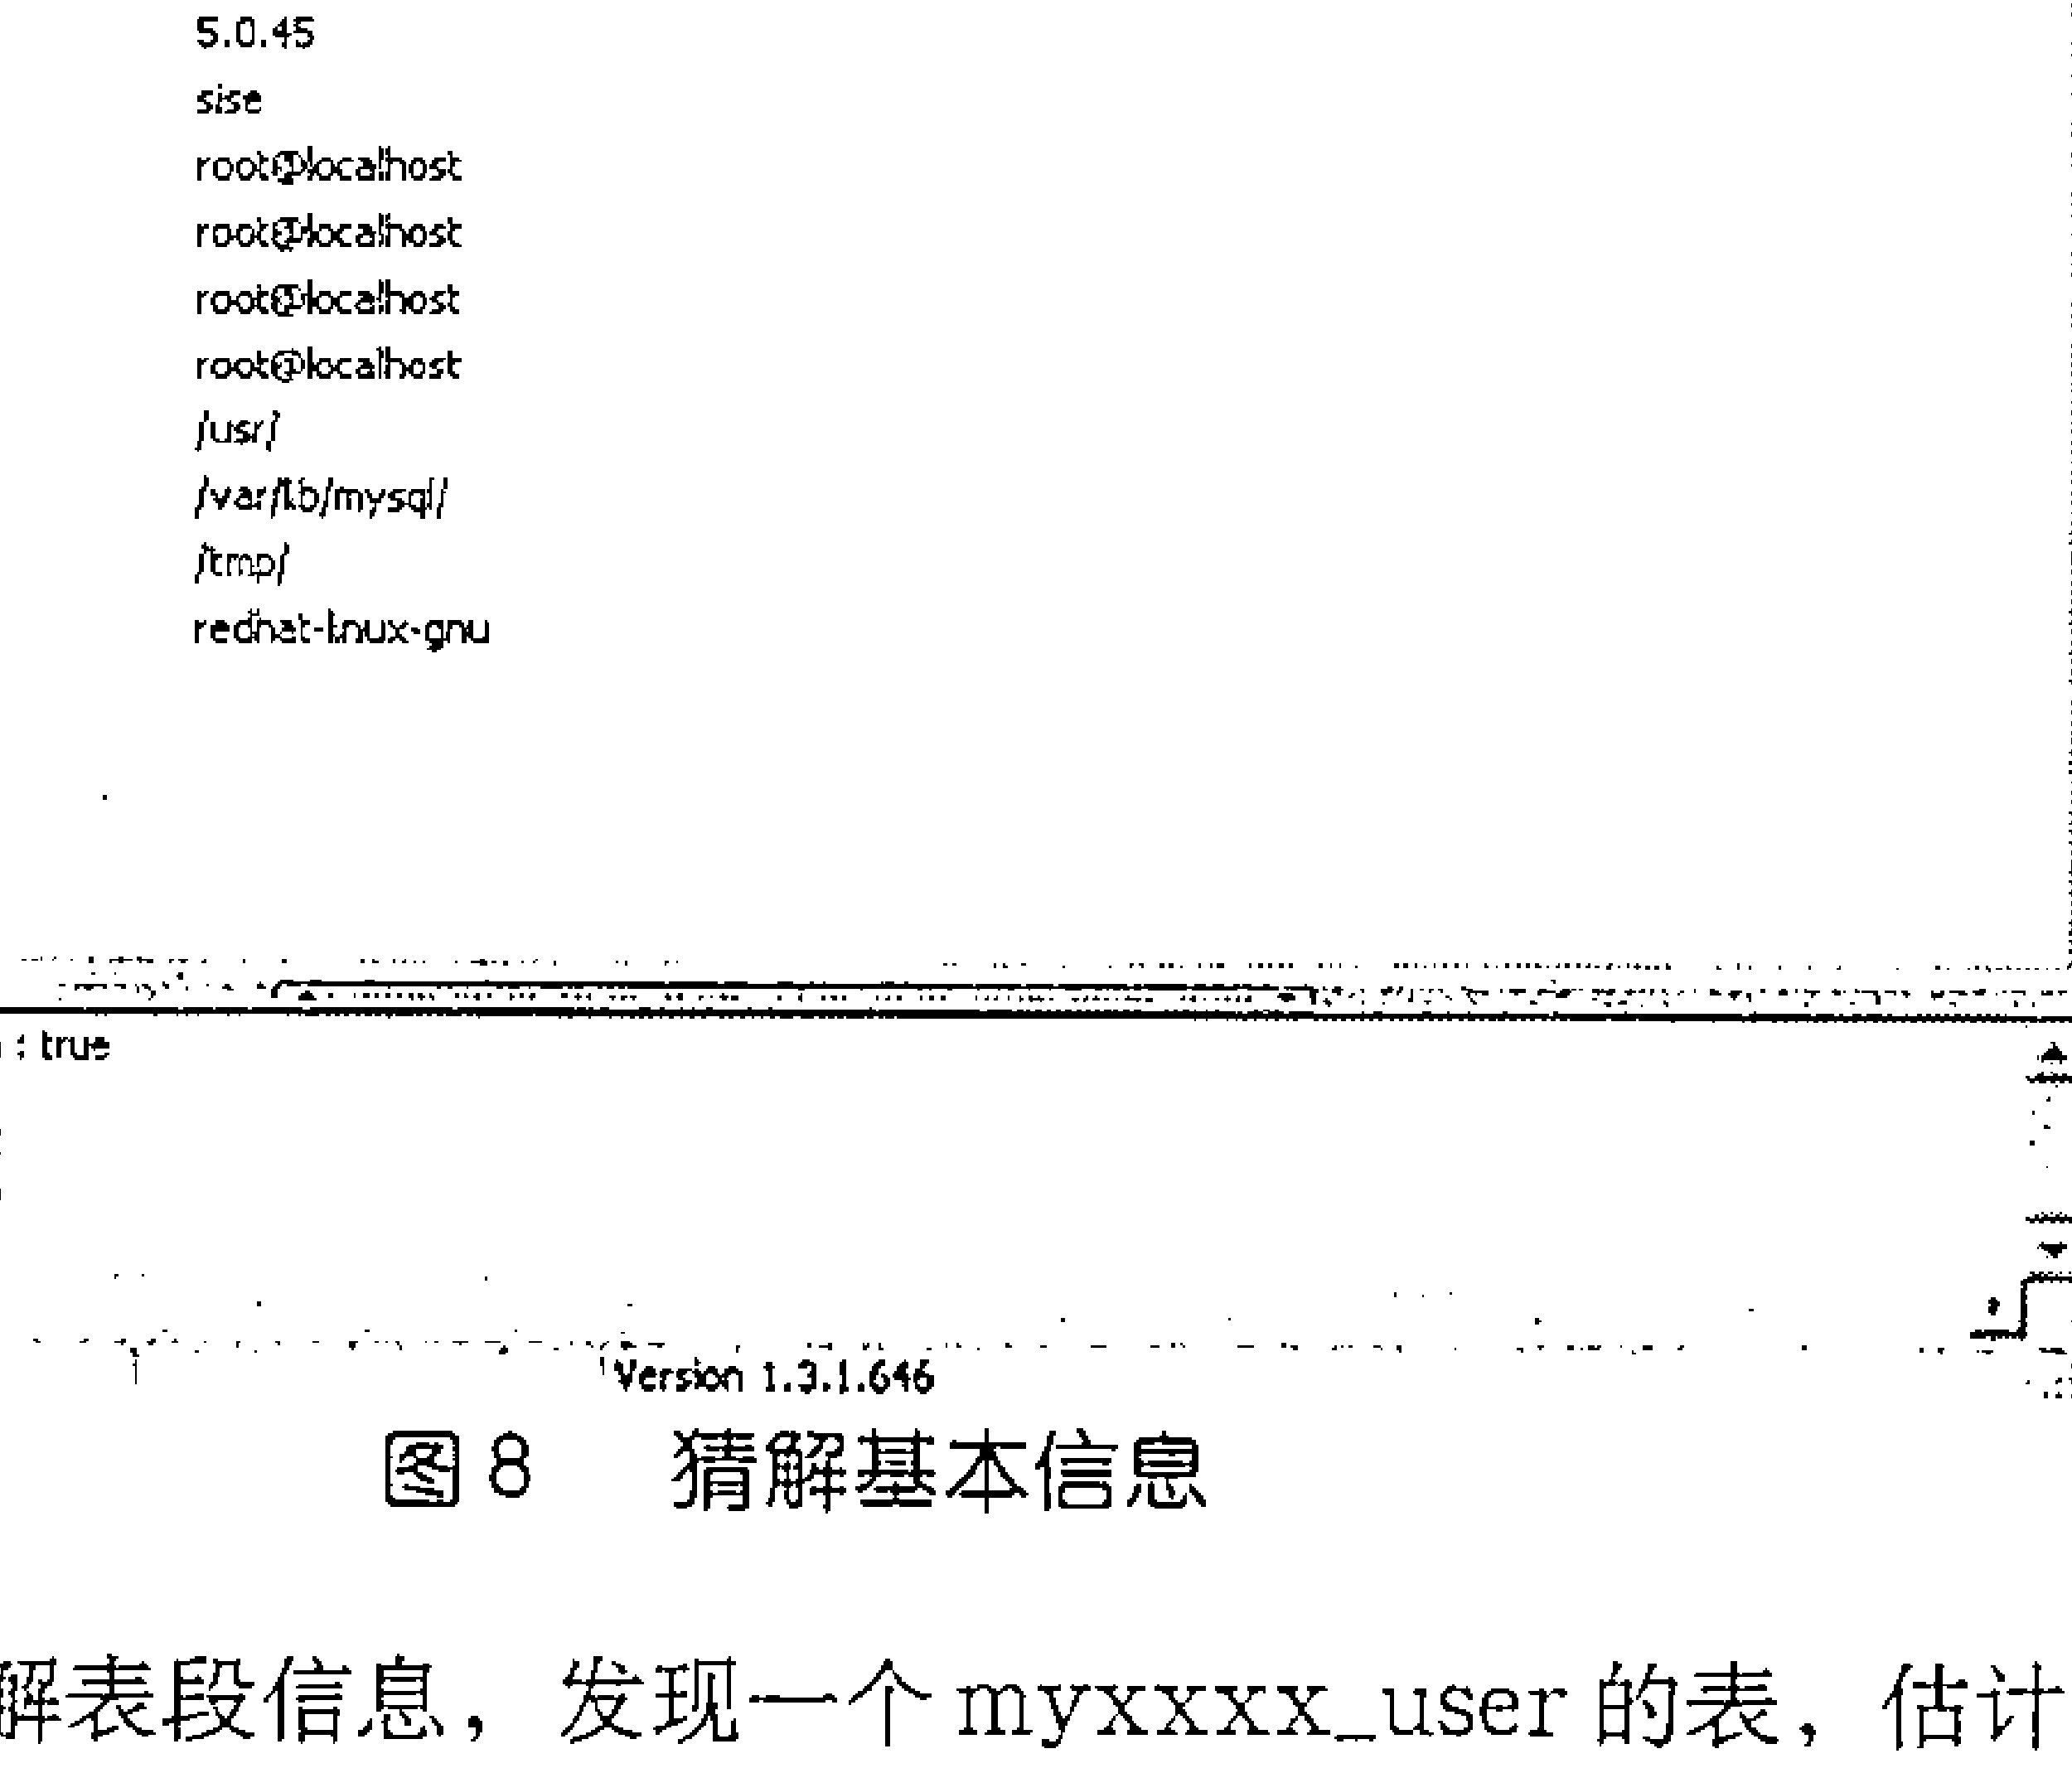 5.0.45
sise
root@localhost
root@localhost
root@localhost
root@localhost
/usr/
/var/lib/mysql/
/tmp/
redhat-linux-gnu
: true
Version 1.3.1.646
图 8 猜解基本信息
解表段信息，发现一个 myxxxx_user 的表，估计